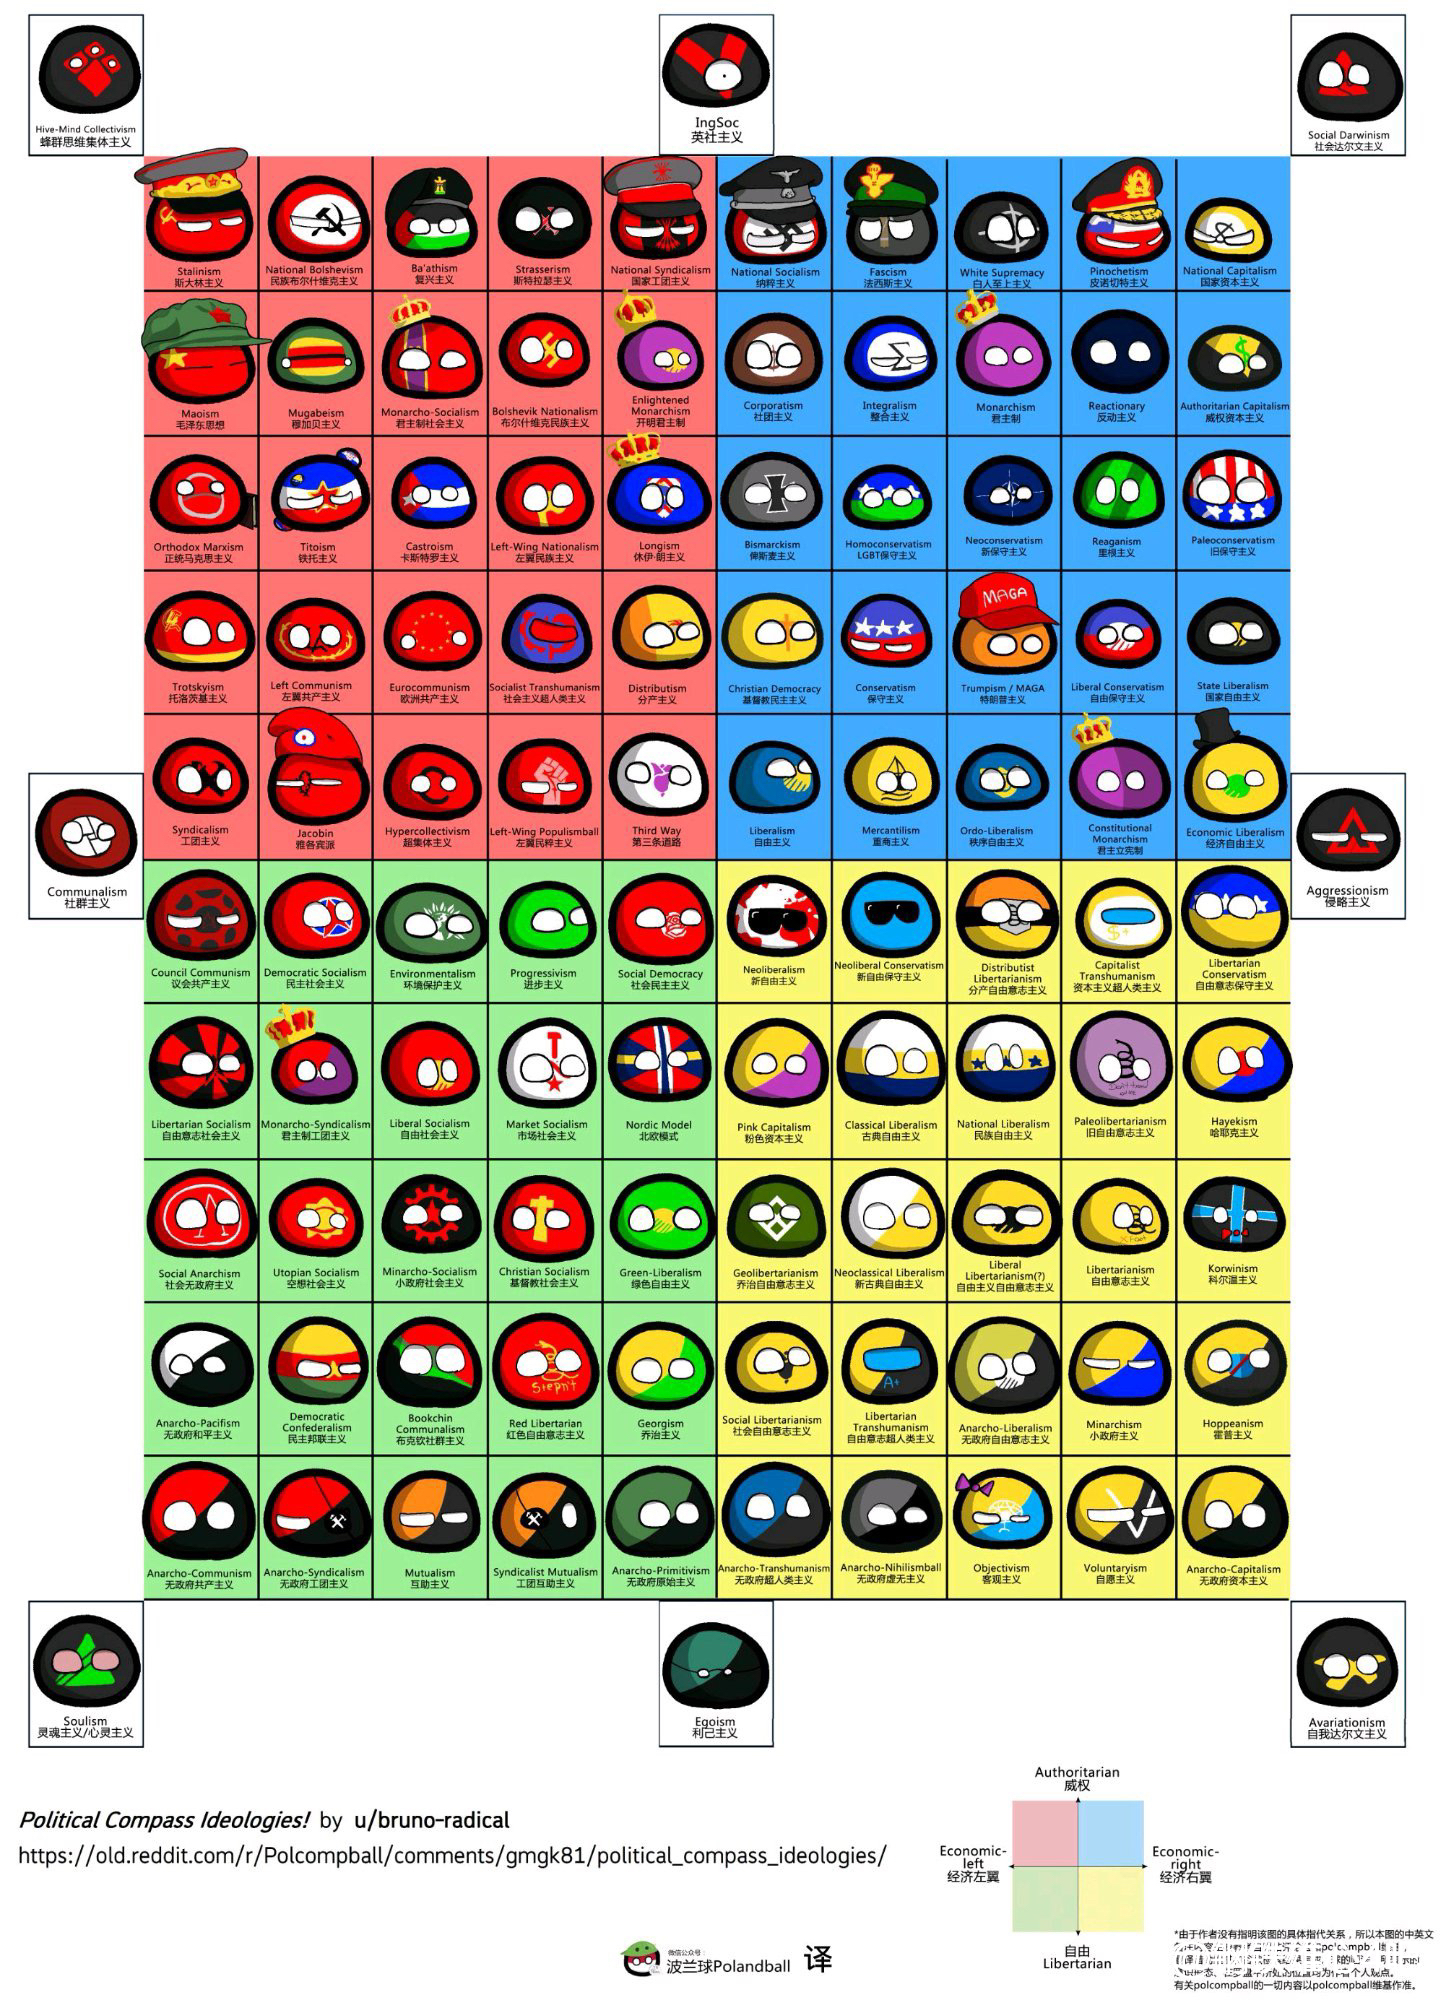 Hive-Mind Collectivism
蜂群思维集体主义
IngSoc
英社主义
Social Darwinism
社会达尔文主义
Stalinism
斯大林主义
National Bolshevism
民族布尔什维克主义
Ba'athism
复兴主义
Strasserism
斯特拉瑟主义
National Syndicalism
国家工团主义
National Socialism
纳粹主义
Fascism
法西斯主义
White Supremacy
白人至上主义
Pinochetism
皮诺切特主义
National Capitalism
国家资本主义
Maoism
毛泽东思想
Mugabeism
穆加贝主义
Monarcho-Socialism
君主制社会主义
Bolshevik Nationalism
布尔什维克民族主义
Enlightened
Monarchism
开明君主制
Corporatism
社团主义
Integralism
整合主义
Monarchism
君主制
Reactionary
反动主义
Authoritarian Capitalism
威权资本主义
Orthodox Marxism
正统马克思主义
Titoism
铁托主义
Castroism
卡斯特罗主义
Left-Wing Nationalism
左翼民族主义
Longism
休伊·朗主义
Bismarckism
俾斯麦主义
Homoconservatism
LGBT保守主义
Neoconservatism
新保守主义
Reaganism
里根主义
Paleoconservatism
旧保守主义
Trotskyism
托洛茨基主义
Left Communism
左翼共产主义
Eurocommunism
欧洲共产主义
Socialist Transhumanism
社会主义超人类主义
Distributism
分产主义
Christian Democracy
基督教民主主义
Conservatism
保守主义
MAGA
Trumpism / MAGA
特朗普主义
Liberal Conservatism
自由保守主义
State Liberalism
国家自由主义
Syndicalism
工团主义
Jacobin
雅各宾派
Hypercollectivism
超集体主义
Left-Wing Populismball
左翼民粹主义
Third Way
第三条道路
Liberalism
自由主义
Mercantilism
重商主义
Ordo-Liberalism
秩序自由主义
Constitutional
Monarchism
君主立宪制
Economic Liberalism
经济自由主义
Communalism
社群主义
Aggressionism
侵略主义
Council Communism
议会共产主义
Democratic Socialism
民主社会主义
Environmentalism
环境保护主义
Progressivism
进步主义
Social Democracy
社会民主主义
Neoliberalism
新自由主义
Neoliberal Conservatism
新自由保守主义
Distributist
Libertarianism
分产自由意志主义
$+
Capitalist
Transhumanism
资本主义超人类主义
Libertarian
Conservatism
自由意志保守主义
Libertarian Socialism
自由意志社会主义
Monarcho-Syndicalism
君主制工团主义
Liberal Socialism
自由社会主义
Market Socialism
市场社会主义
Nordic Model
北欧模式
Pink Capitalism
粉色资本主义
Classical Liberalism
古典自由主义
National Liberalism
民族自由主义
Paleolibertarianism
旧自由意志主义
Hayekism
哈耶克主义
Social Anarchism
社会无政府主义
Utopian Socialism
空想社会主义
Minarcho-Socialism
小政府社会主义
Christian Socialism
基督教社会主义
Green-Liberalism
绿色自由主义
Geolibertarianism
乔治自由意志主义
Neoclassical Liberalism
新古典自由主义
Liberal
Libertarianism(?)
自由主义自由意志主义
Libertarianism
自由意志主义
Korwinism
科尔温主义
Anarcho-Pacifism
无政府和平主义
Democratic
Confederalism
民主邦联主义
Bookchin
Communalism
布克钦社群主义
Stepn't
Red Libertarian
红色自由意志主义
Georgism
乔治主义
Social Libertarianism
社会自由意志主义
A+
Libertarian
Transhumanism
自由意志超人类主义
Anarcho-Liberalism
无政府自由意志主义
Minarchism
小政府主义
Hoppeanism
霍普主义
Anarcho-Communism
无政府共产主义
Anarcho-Syndicalism
无政府工团主义
Mutualism
互助主义
Syndicalist Mutualism
工团互助主义
Anarcho-Primitivism
无政府原始主义
Anarcho-Transhumanism
无政府超人类主义
Anarcho-Nihilismball
无政府虚无主义
Objectivism
客观主义
Voluntaryism
自愿主义
Anarcho-Capitalism
无政府资本主义
Soulism
灵魂主义/心灵主义
Egoism
利己主义
Avariationism
自我达尔文主义
Political Compass Ideologies! by u/bruno-radical
https://old.reddit.com/r/Polcompball/comments/gmgk81/political_compass_ideologies/
Authoritarian
威权
Economic-
left
经济左翼
Economic-
right
经济右翼
自由
Libertarian
微信公众号：
波兰球Polandball 译
*由于作者没有指明该图的具体指代关系，所以本图的中英文
有关polcompball的一切内容以polcompball维基作准。